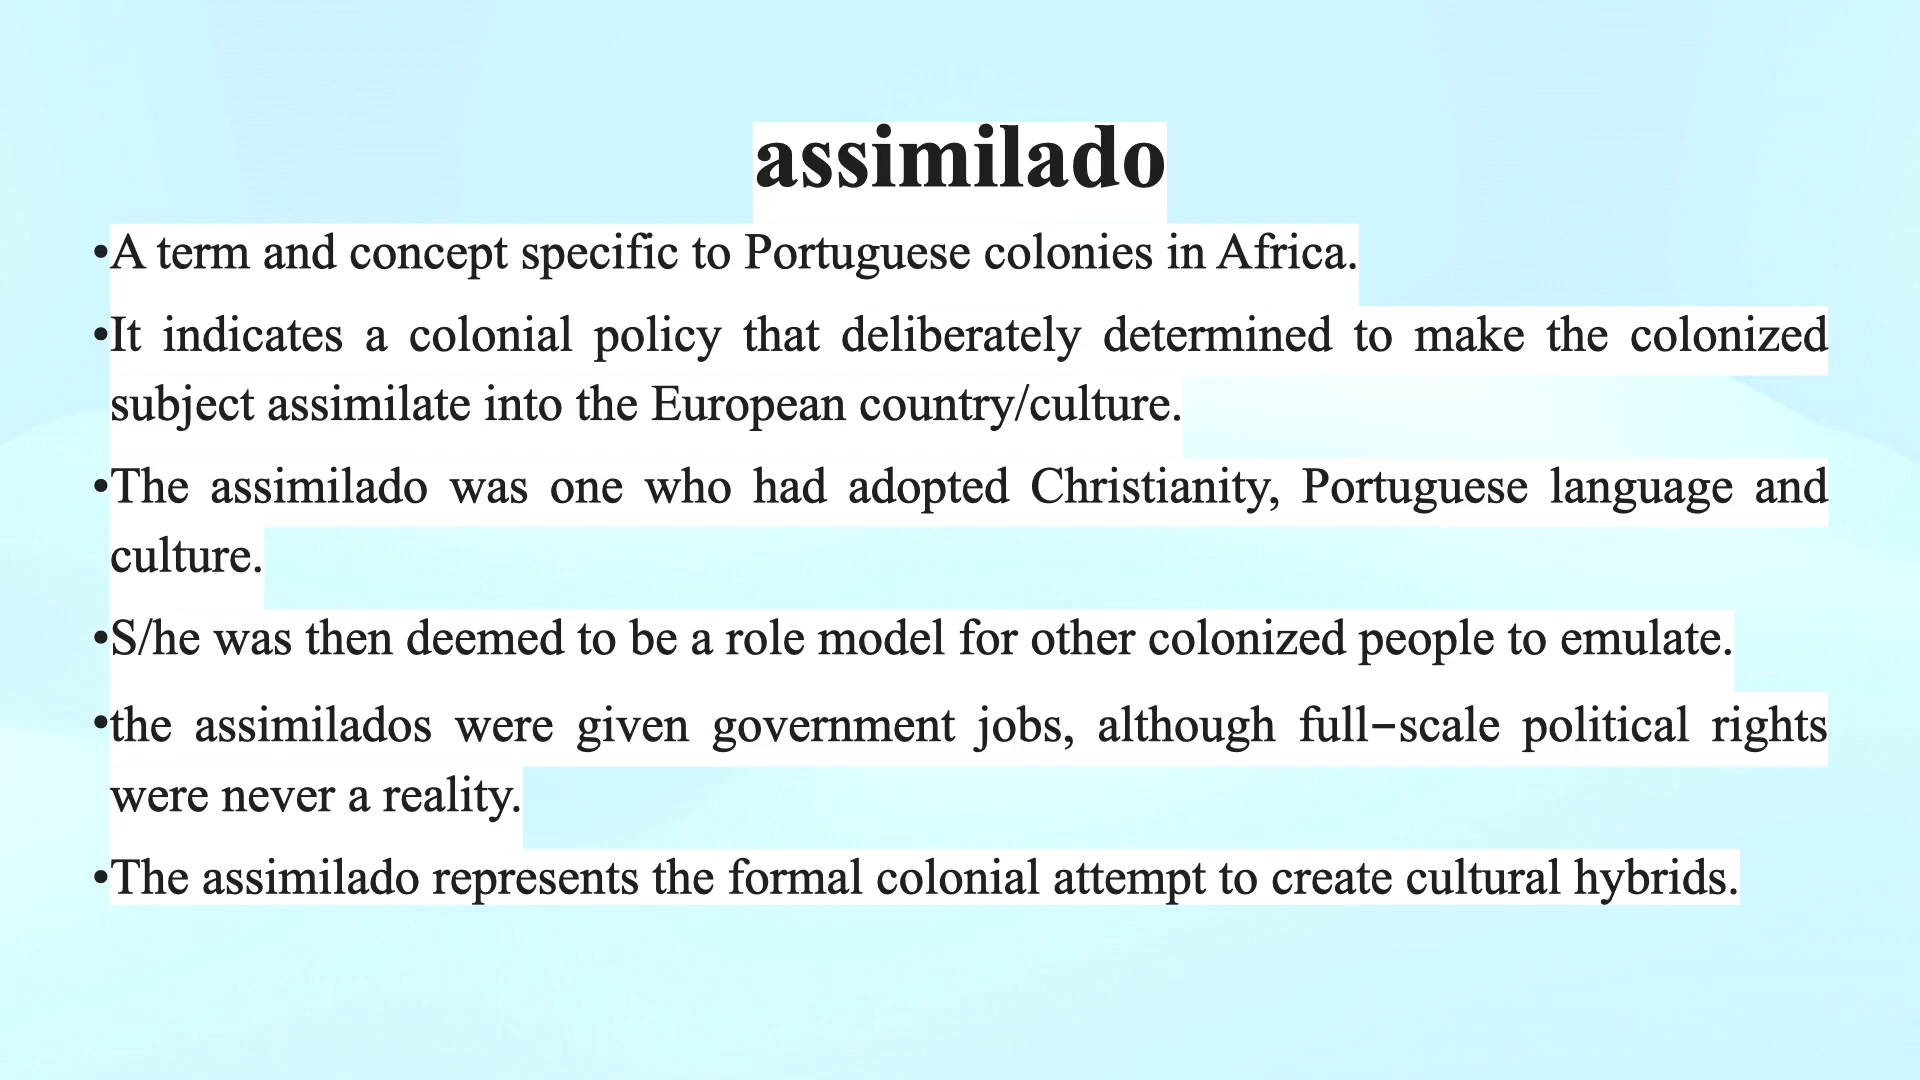 assimilado
•A term and concept specific to Portuguese colonies in Africa.
•It indicates a colonial policy that deliberately determined to make the colonized
subject assimilate into the European country/culture.
•The assimilado was one who had adopted Christianity, Portuguese language and
culture.
•S/he was then deemed to be a role model for other colonized people to emulate.
•the assimilados were given government jobs, although full−scale political rights
were never a reality.
•The assimilado represents the formal colonial attempt to create cultural hybrids.